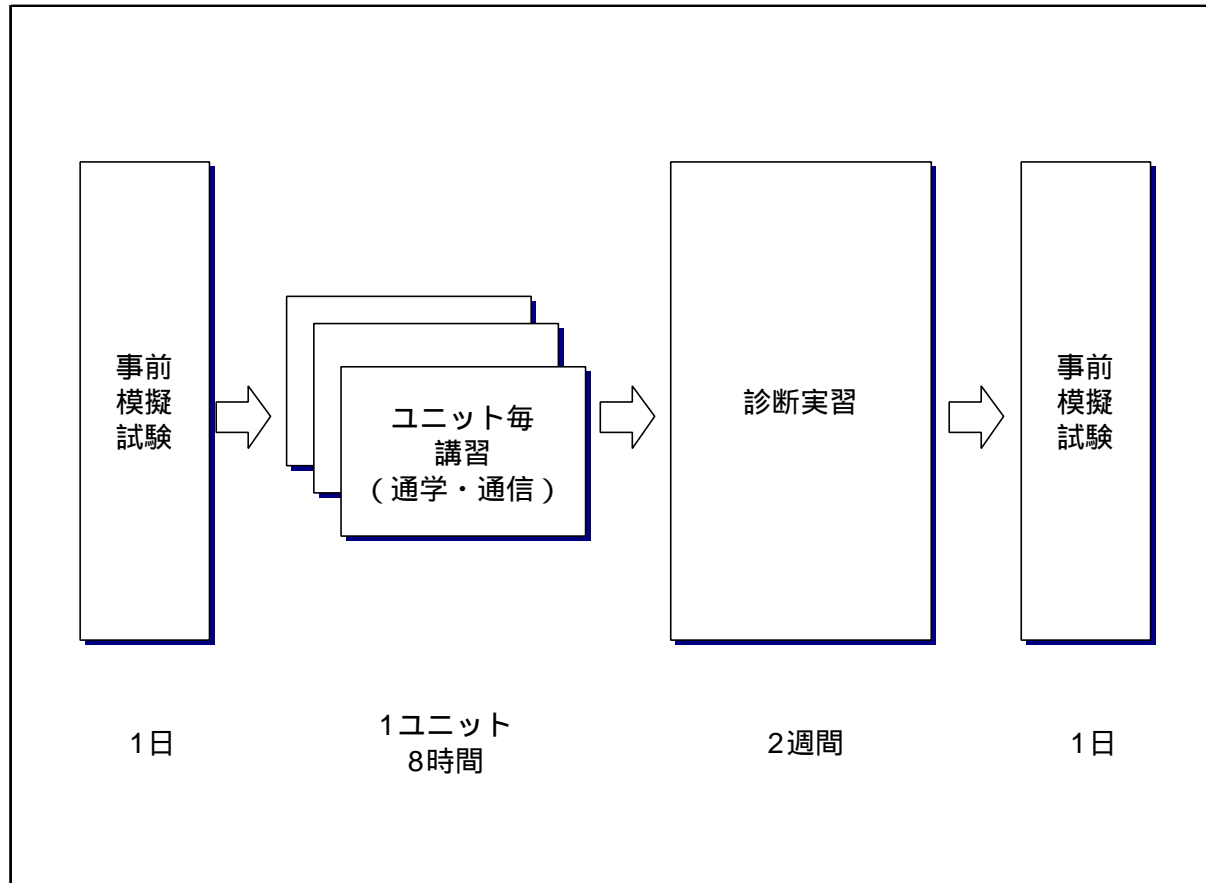 事前
模擬
試験
ユニット毎
講習
（通学・通信）
診断実習
事前
模擬
試験
1日
1ユニット
8時間
2週間
1日